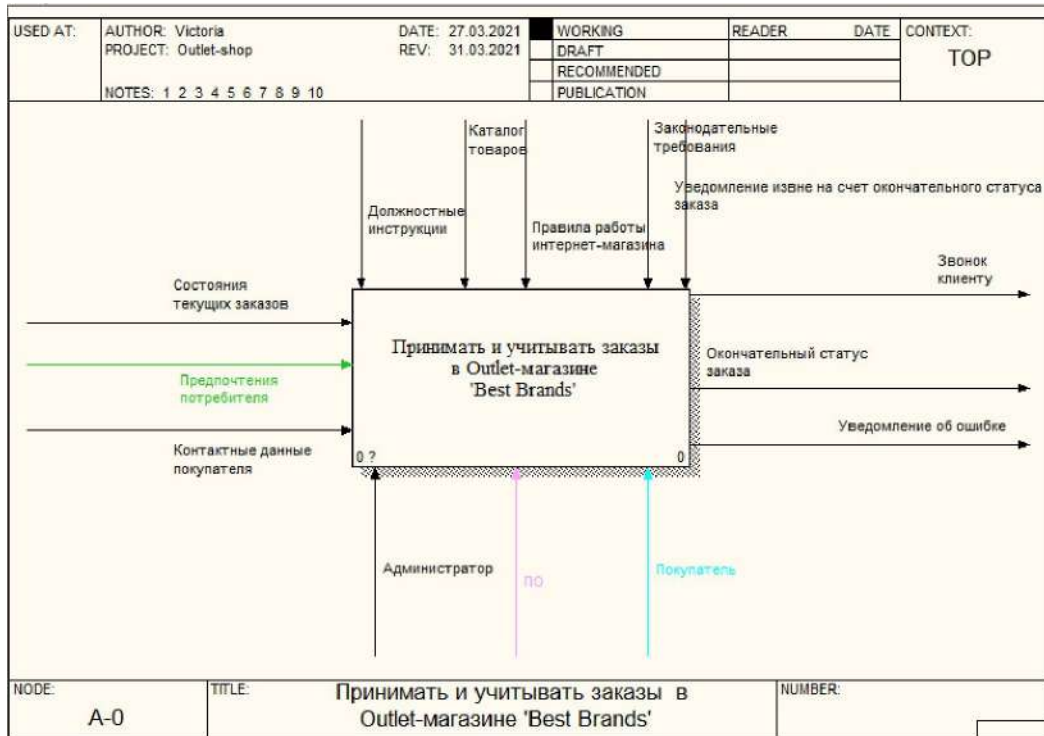 USED AT:
AUTHOR: Victoria
DATE: 27.03.2021
PROJECT: Outlet-shop
REV: 31.03.2021
NOTES: 1 2 3 4 5 6 7 8 9 10
WORKING
DRAFT
RECOMMENDED
PUBLICATION
READER
DATE
CONTEXT:
TOP
Каталог
товаров
Законодательные
требования
Должностные
инструкции
Правила работы
интернет-магазина
Уведомление извне на счет окончательного статуса
заказа
Звонок
клиенту
Состояния
текущих заказов
Принимать и учитывать заказы
в Outlet-магазине
'Best Brands'
Окончательный статус
заказа
Предпочтения
потребителя
Уведомление об ошибке
Контактные данные
покупателя
0 ?
0
Администратор
ПО
Покупатель
NODE:
A-0
TITLE:
Принимать и учитывать заказы в
Outlet-магазине 'Best Brands'
NUMBER: